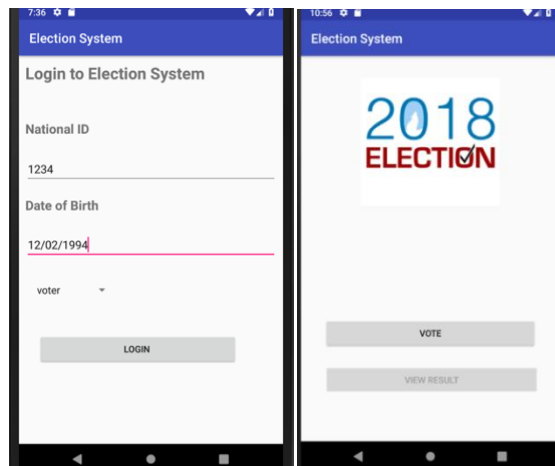 7:36
Election System
Login to Election System
National ID
1234
Date of Birth
12/02/1994
voter
LOGIN
10:56
Election System
2018
ELECTION
VOTE
VIEW RESULT